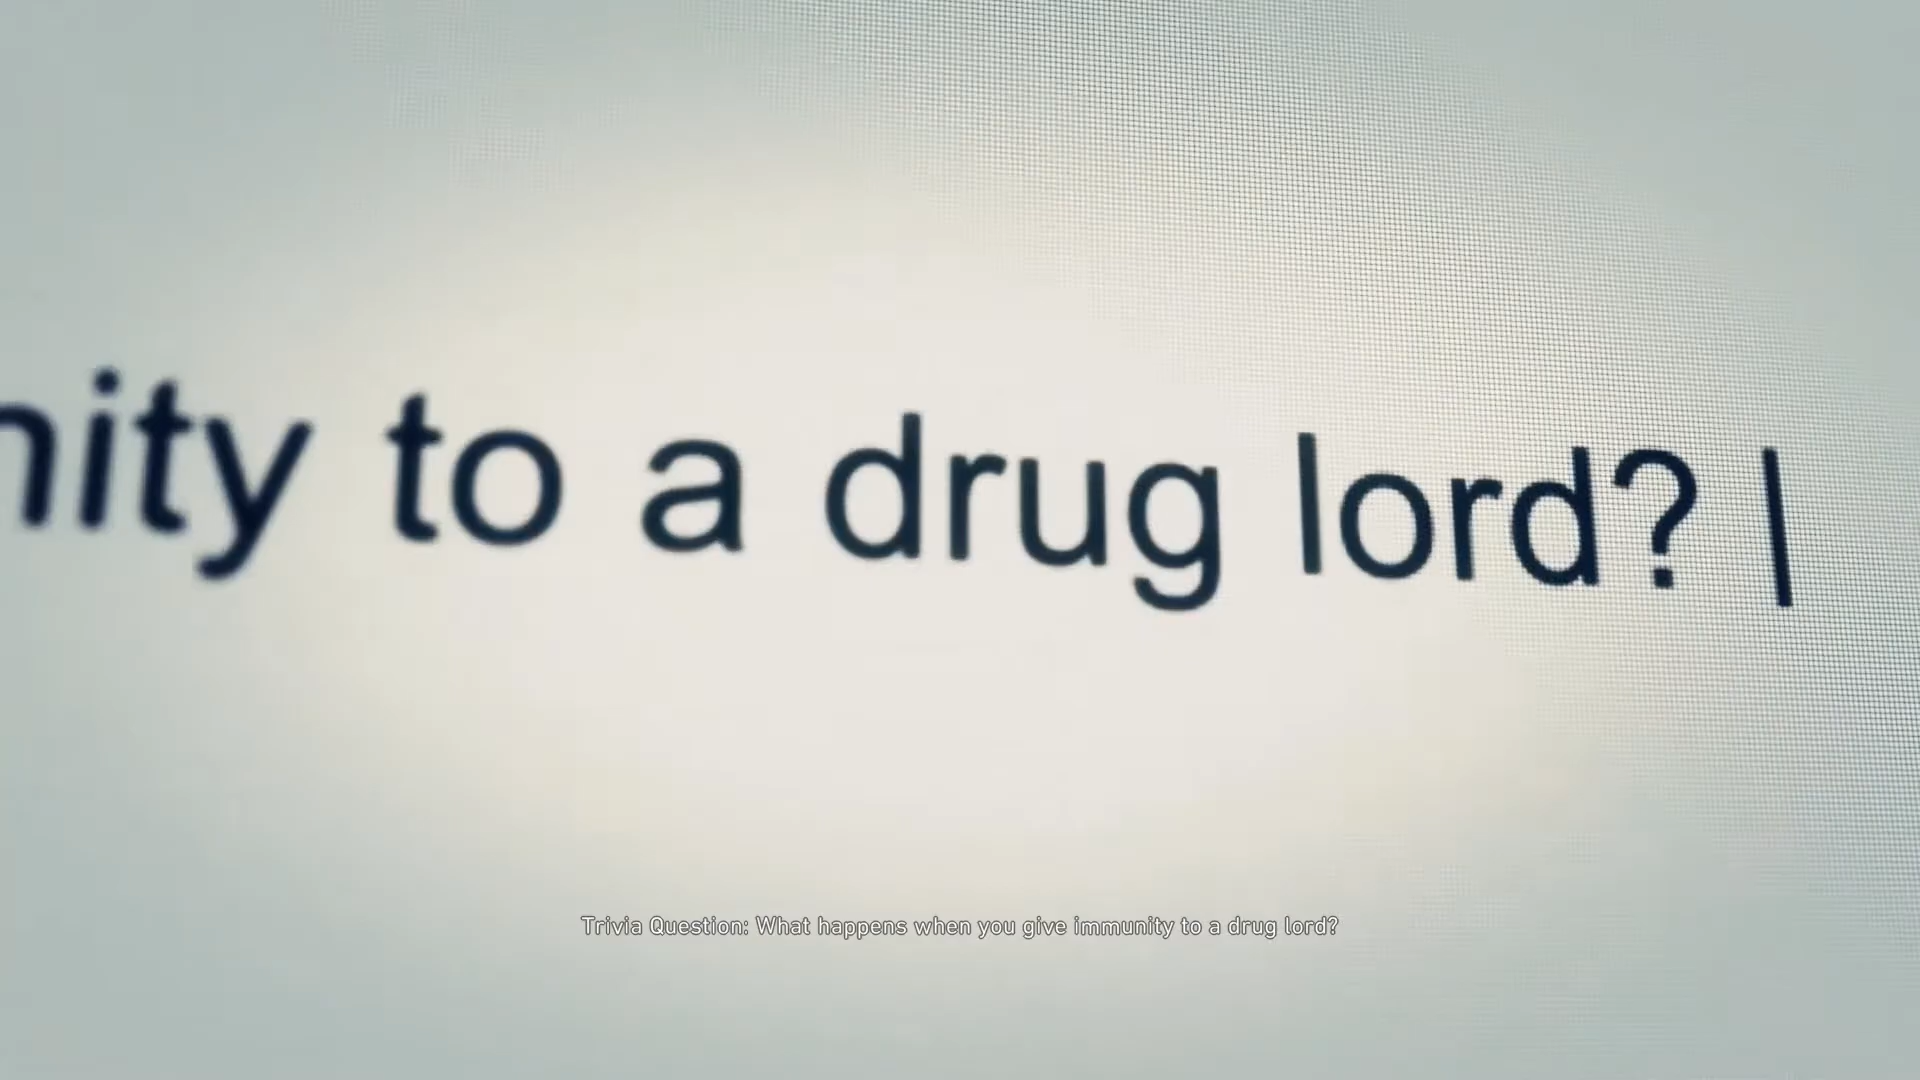 nity to a drug lord? |
Trivia Question: What happens when you give immunity to a drug lord?